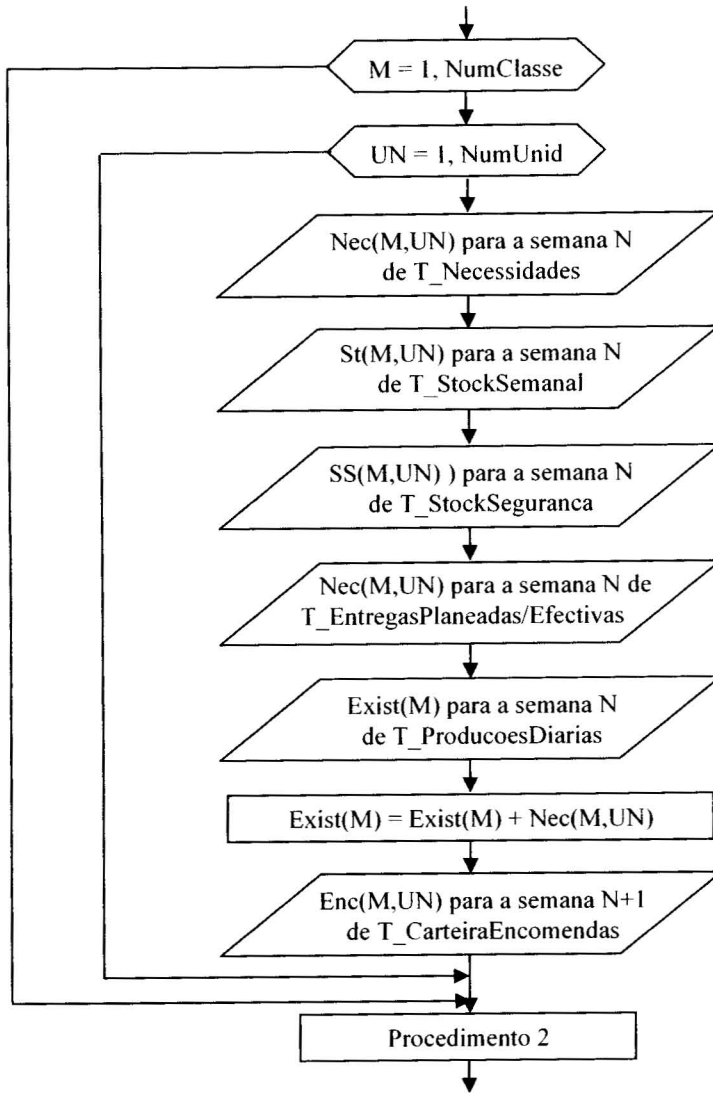 M = 1, NumClasse
UN = 1, NumUnid
Nec(M,UN) para a semana N
de T_Necessidades
St(M,UN) para a semana N
de T_StockSemanal
SS(M,UN) ) para a semana N
de T_StockSeguranca
Nec(M,UN) para a semana N de
T_EntregasPlaneadas/Efectivas
Exist(M) para a semana N
de T_ProducoesDiarias
Exist(M) = Exist(M) + Nec(M,UN)
Enc(M,UN) para a semana N+1
de T_CarteiraEncomendas
Procedimento 2